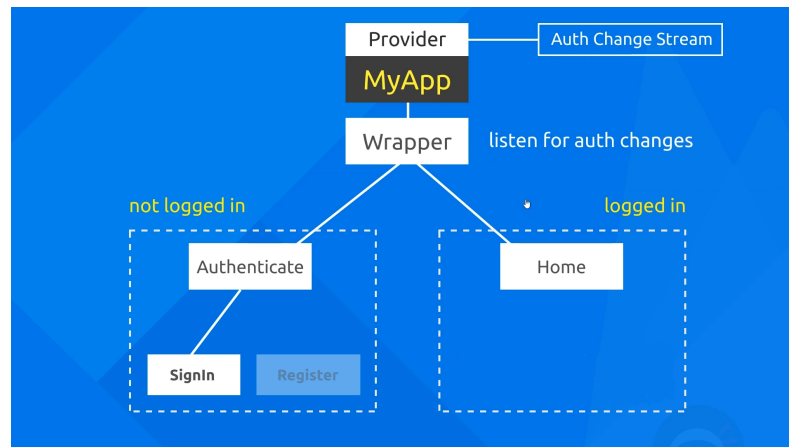 Provider
Auth Change Stream
MyApp
Wrapper
listen for auth changes
not logged in
logged in
Authenticate
Home
SignIn
Register